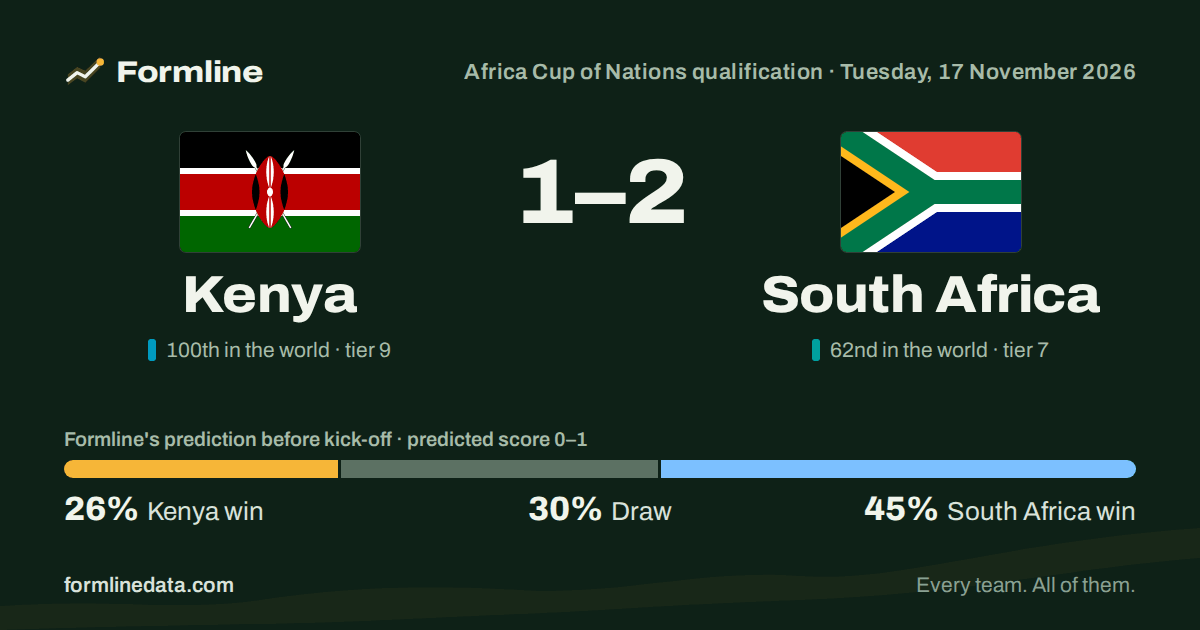 Formline
Africa Cup of Nations qualification · Tuesday, 17 November 2026
1–2
Kenya
South Africa
100th in the world · tier 9
62nd in the world · tier 7
Formline's prediction before kick-off · predicted score 0–1
26% Kenya win
30% Draw
45% South Africa win
formlinedata.com
Every team. All of them.